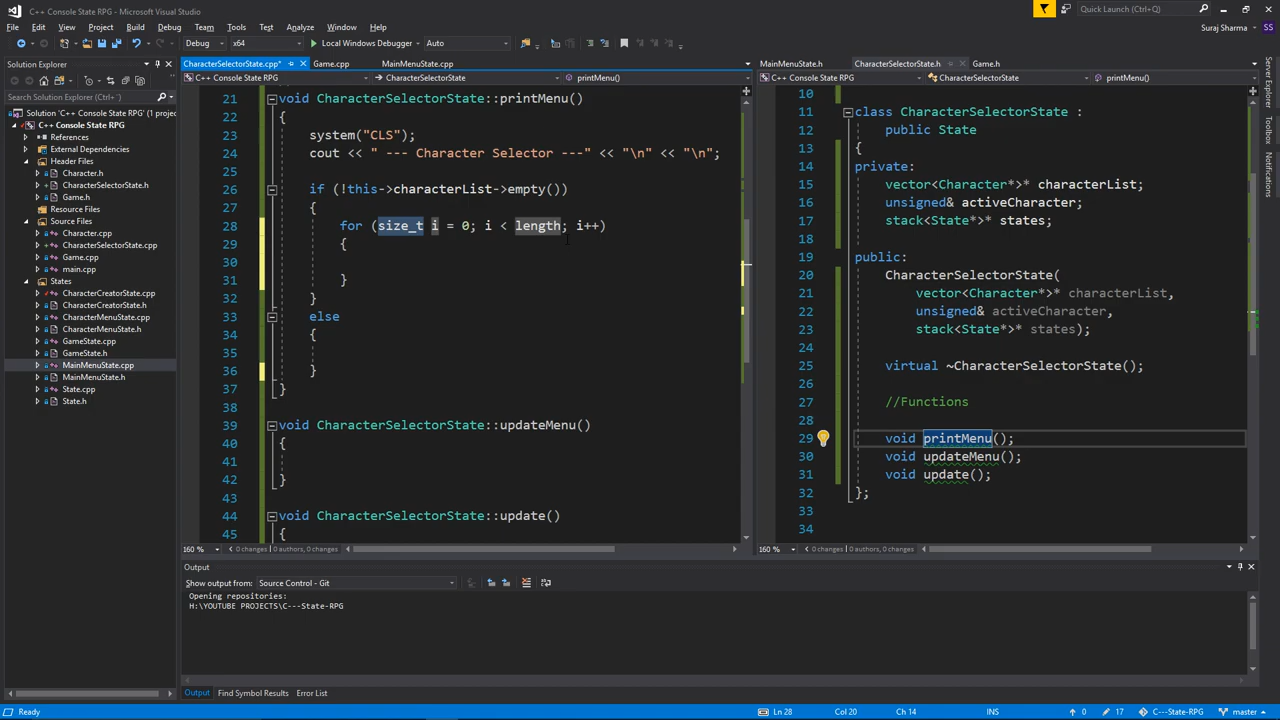 C++ Console State RPG - Microsoft Visual Studio
Quick Launch (Ctrl+Q)
File Edit View Project Build Debug Team Tools Test Analyze Window Help
Suraj Sharma SS
Debug x64 Local Windows Debugger Auto
Solution Explorer
Search Solution Explorer (Ctrl+;)
Solution 'C++ Console State RPG' (1 project)
C++ Console State RPG
References
External Dependencies
Header Files
Character.h
CharacterSelectorState.h
Game.h
Resource Files
Source Files
Character.cpp
CharacterSelectorState.cpp
Game.cpp
main.cpp
States
CharacterCreatorState.cpp
CharacterCreatorState.h
CharacterMenuState.cpp
CharacterMenuState.h
GameState.cpp
GameState.h
MainMenuState.cpp
MainMenuState.h
State.cpp
State.h
CharacterSelectorState.cpp* Game.cpp MainMenuState.cpp
C++ Console State RPG CharacterSelectorState printMenu()
21 void CharacterSelectorState::printMenu()
22 {
23 system("CLS");
24 cout << " --- Character Selector ---" << "\n" << "\n";
25
26 if (!this->characterList->empty())
27 {
28 for (size_t i = 0; i < length; i++)
29 {
30
31 }
32 }
33 else
34 {
35
36 }
37 }
38
39 void CharacterSelectorState::updateMenu()
40 {
41
42 }
43
44 void CharacterSelectorState::update()
45 {
160 % 0 changes | 0 authors, 0 changes
MainMenuState.h CharacterSelectorState.h Game.h
C++ Console State RPG CharacterSelectorState printMenu()
10
11 class CharacterSelectorState :
12 public State
13 {
14 private:
15 vector<Character*>* characterList;
16 unsigned& activeCharacter;
17 stack<State*>* states;
18
19 public:
20 CharacterSelectorState(
21 vector<Character*>* characterList,
22 unsigned& activeCharacter,
23 stack<State*>* states);
24
25 virtual ~CharacterSelectorState();
26
27 //Functions
28
29 void printMenu();
30 void updateMenu();
31 void update();
32 };
33
34
160 % 0 changes | 0 authors, 0 changes
Server Explorer
Toolbox
Notifications
Output
Show output from: Source Control - Git
Opening repositories:
H:\YOUTUBE PROJECTS\C---State-RPG
Output Find Symbol Results Error List
Ready Ln 28 Col 20 Ch 14 INS 0 17 C---State-RPG master